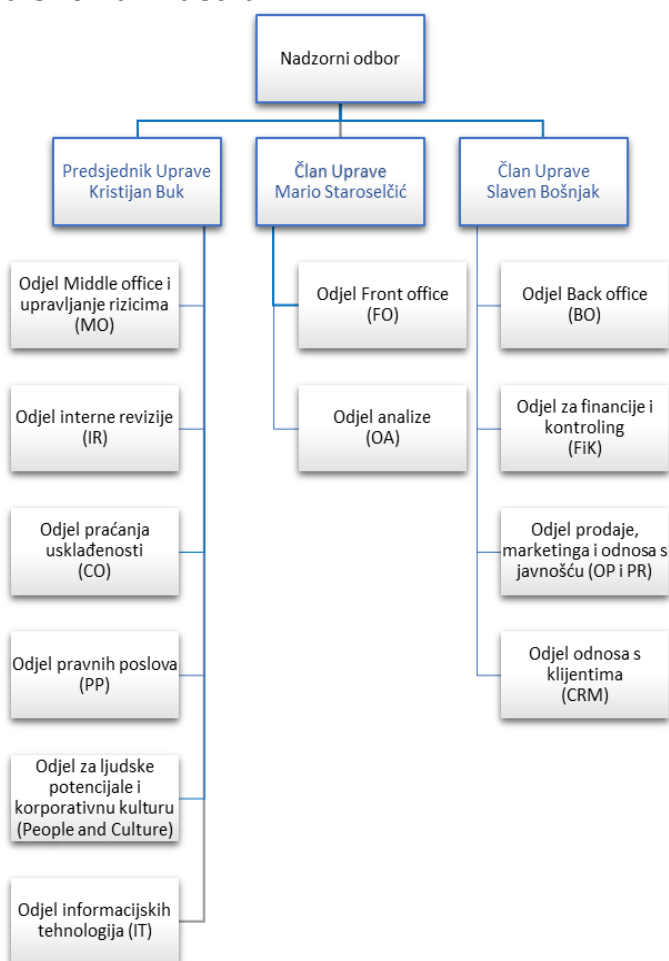 Nadzorni odbor
Predsjednik Uprave
Kristijan Buk
Član Uprave
Mario Staroselčić
Član Uprave
Slaven Bošnjak
Odjel Middle office i
upravljanje rizicima
(MO)
Odjel interne revizije
(IR)
Odjel praćanja
usklađenosti
(CO)
Odjel pravnih poslova
(PP)
Odjel za ljudske
potencijale i
korporativnu kulturu
(People and Culture)
Odjel informacijskih
tehnologija (IT)
Odjel Front office
(FO)
Odjel analize
(OA)
Odjel Back office
(BO)
Odjel za financije i
kontroling
(FiK)
Odjel prodaje,
marketinga i odnosa s
javnošću (OP i PR)
Odjel odnosa s
klijentima
(CRM)